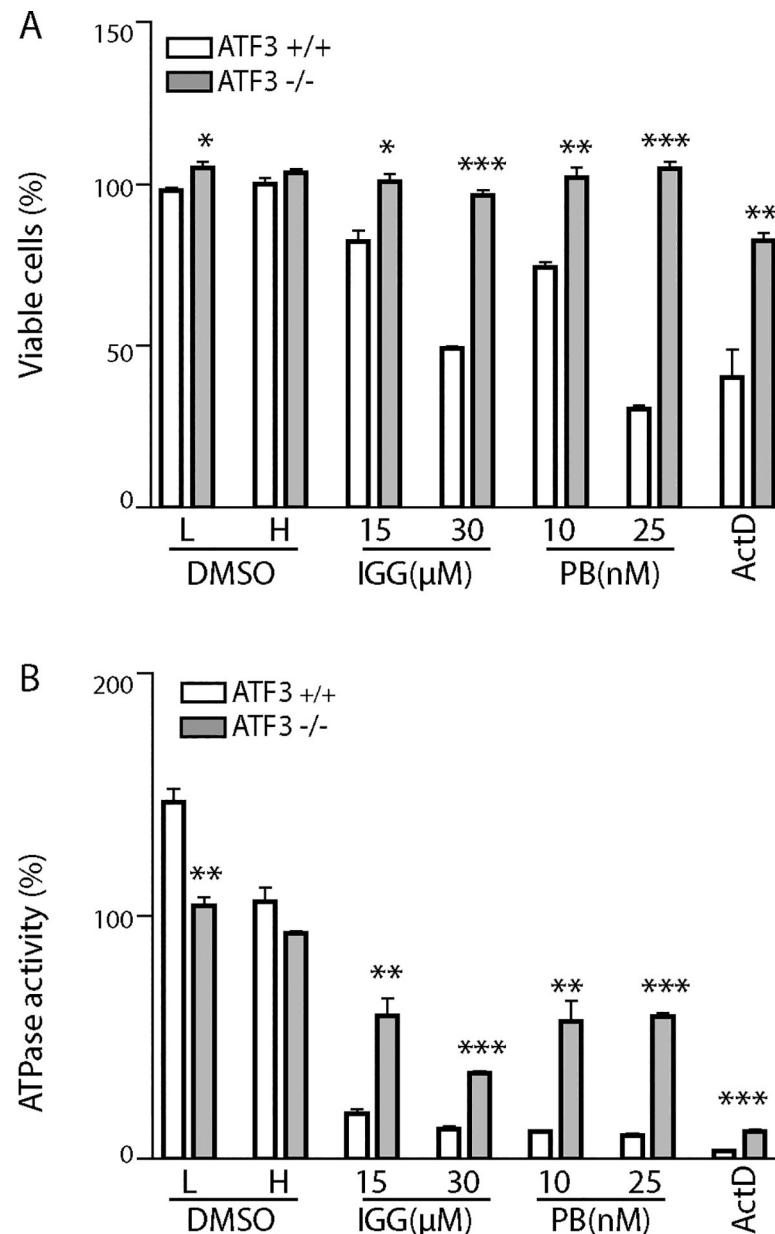 A
150
ATF3 +/+
ATF3 -/-
Viable cells (%)
* * *** ** *** **
100
50
0
L H 15 30 10 25 ActD
DMSO IGG(µM) PB(nM)
B
200
ATF3 +/+
ATF3 -/-
ATPase activity (%)
** ** *** ** *** ***
100
0
L H 15 30 10 25 ActD
DMSO IGG(µM) PB(nM)